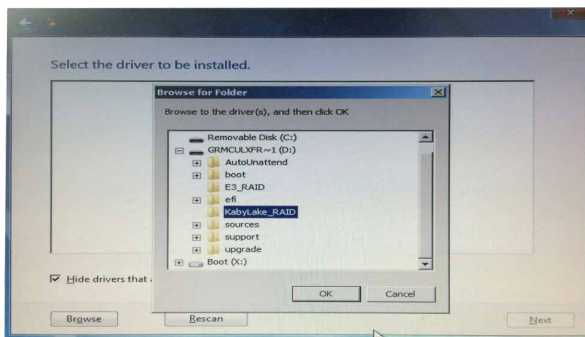 Select the driver to be installed.
Browse for Folder
Browse to the driver(s), and then click OK
Removable Disk (C:)
GRMCULXFR~1 (D:)
AutoUnattend
boot
E3_RAID
efi
KabyLake_RAID
sources
support
upgrade
Boot (X:)
Hide drivers that
OK
Cancel
Browse
Rescan
Next